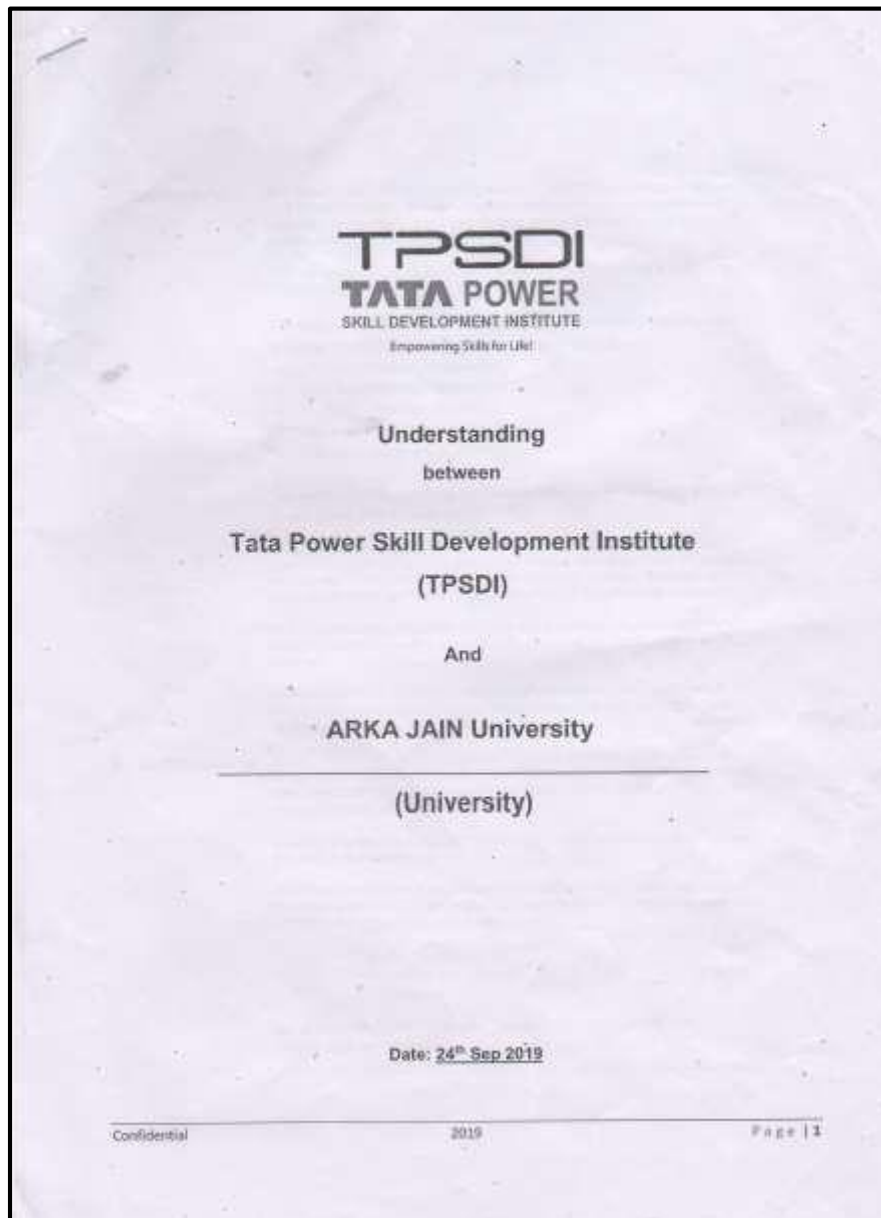 TPSDI
TATA POWER
SKILL DEVELOPMENT INSTITUTE
Empowering Skills for Life!
Understanding
between
Tata Power Skill Development Institute
(TPSDI)
And
ARKA JAIN University
(University)
Date: 24th Sep 2019
Confidential 2019 Page | 1